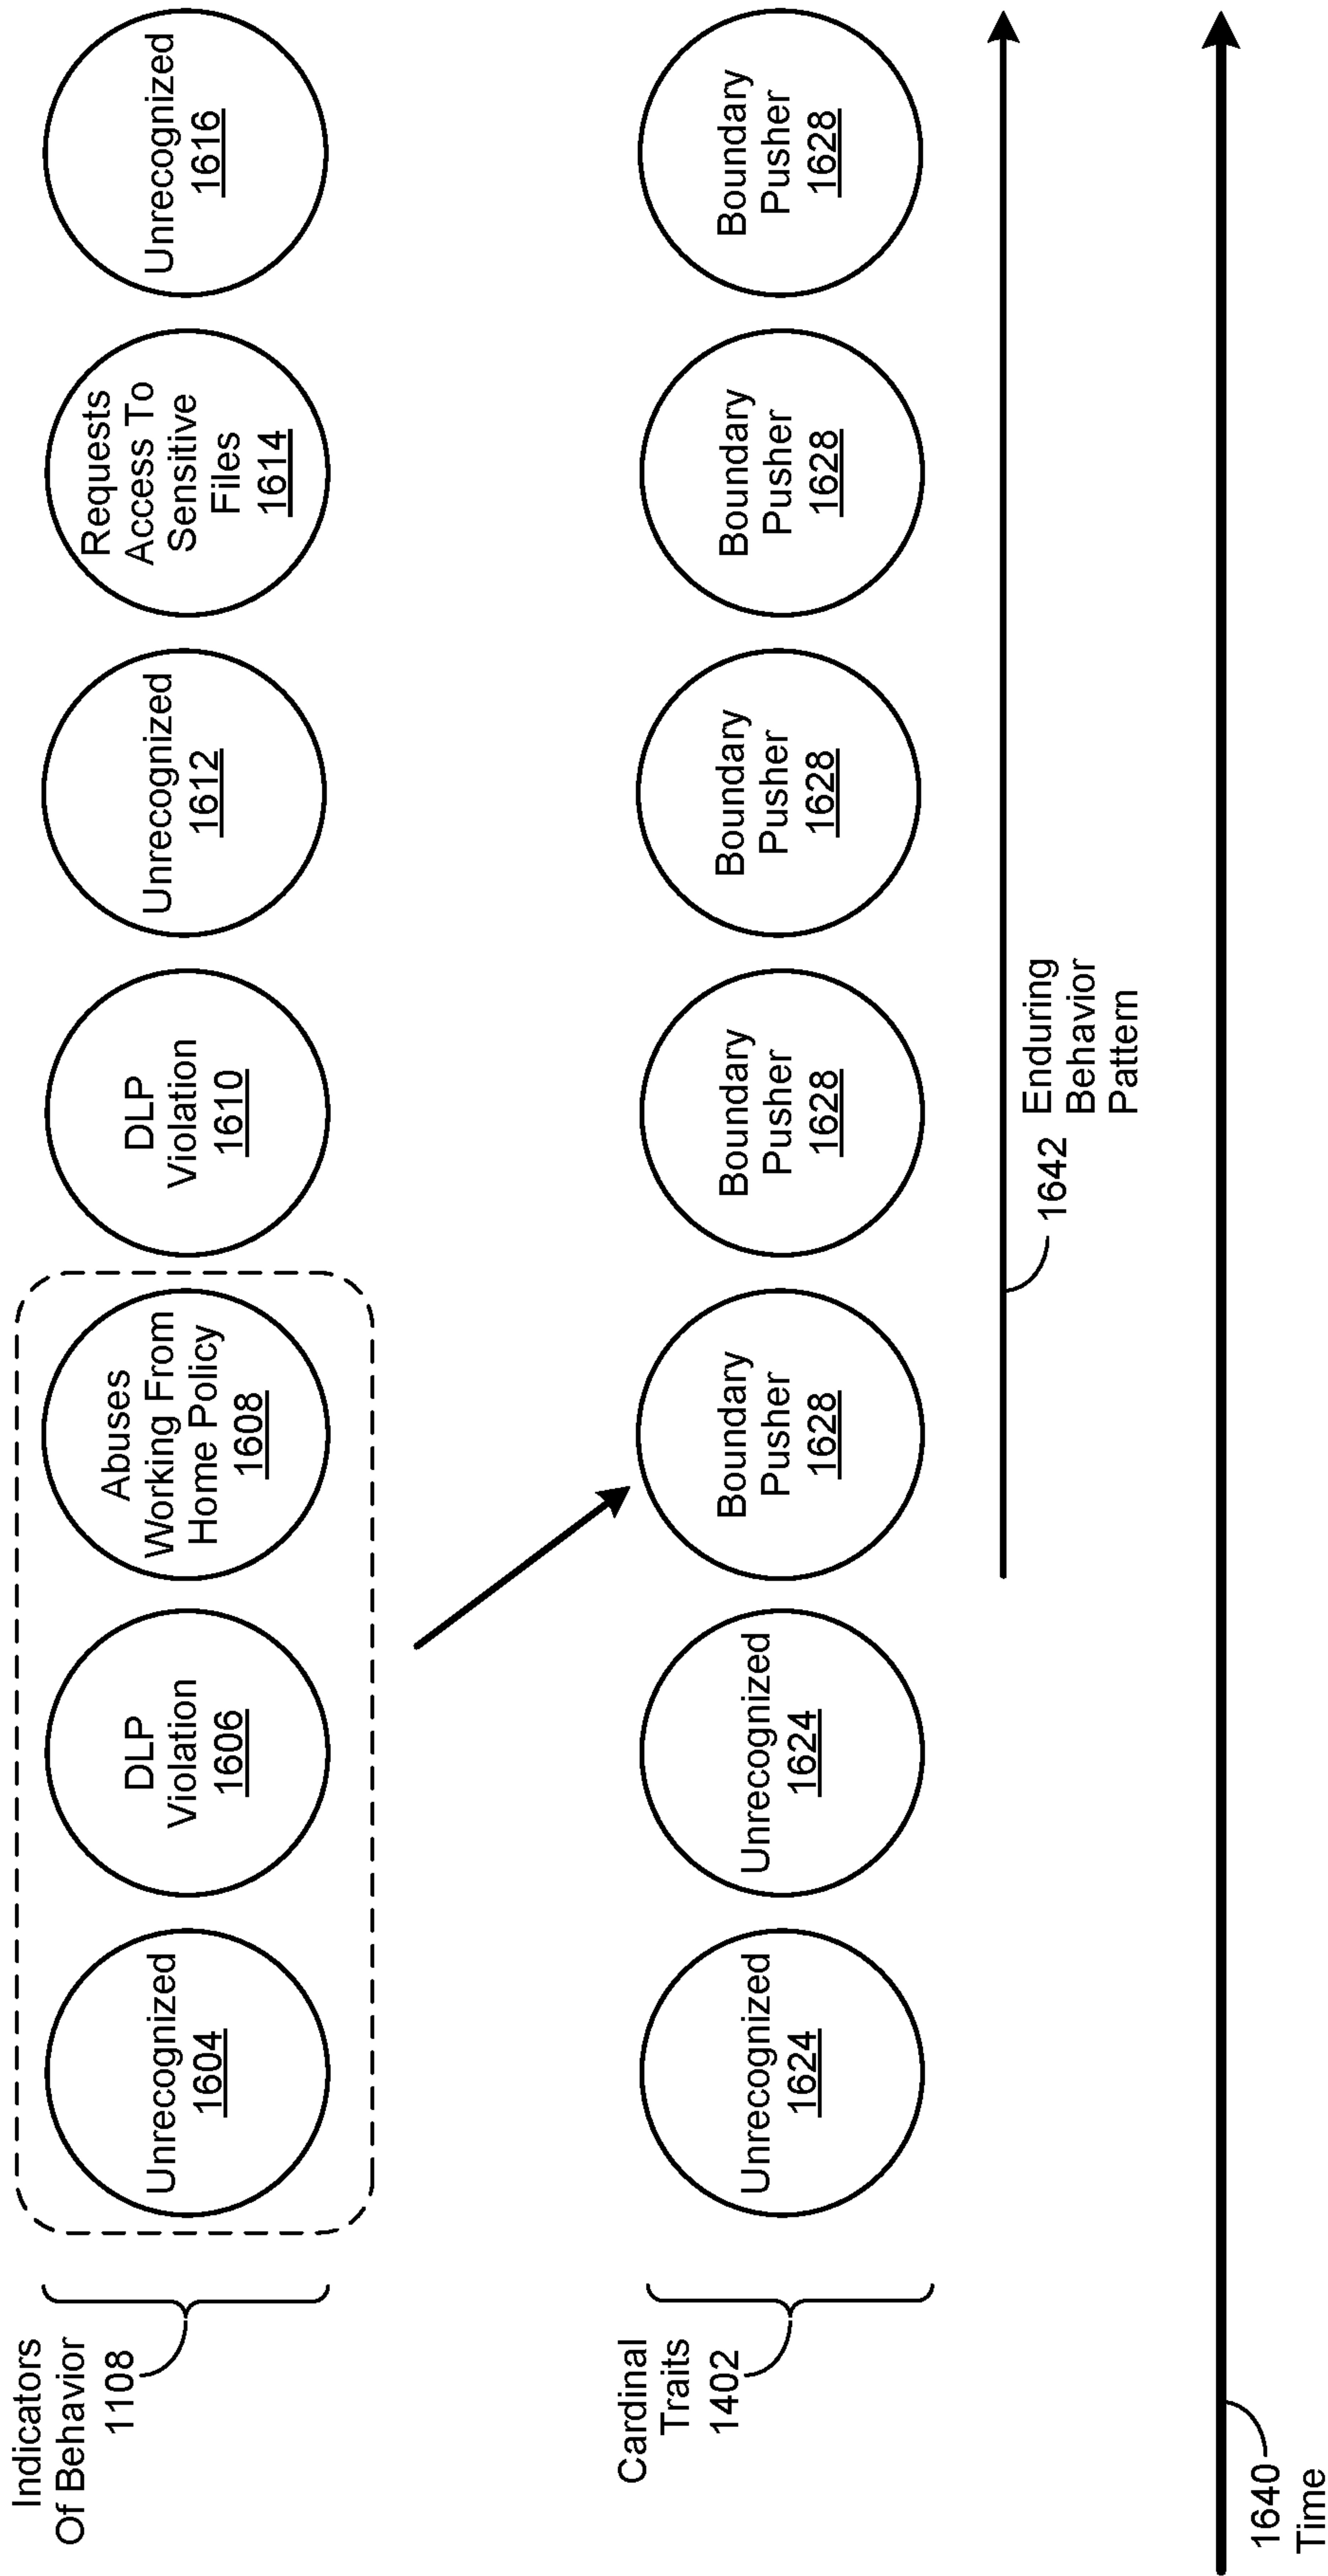 Indicators
Of Behavior
1108
Unrecognized
1604
DLP
Violation
1606
Abuses
Working From
Home Policy
1608
DLP
Violation
1610
Unrecognized
1612
Requests
Access To
Sensitive
Files
1614
Unrecognized
1616
Cardinal
Traits
1402
Unrecognized
1624
Unrecognized
1624
Boundary
Pusher
1628
Boundary
Pusher
1628
Boundary
Pusher
1628
Boundary
Pusher
1628
Boundary
Pusher
1628
1642
Enduring
Behavior
Pattern
1640
Time